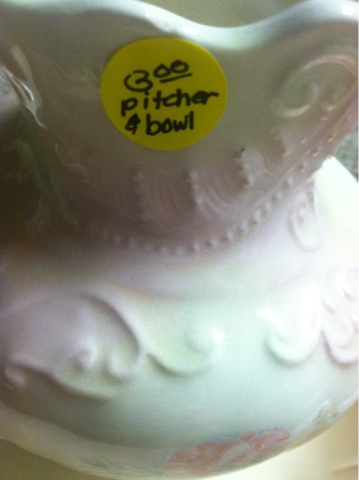 3.00
pitcher
& bowl